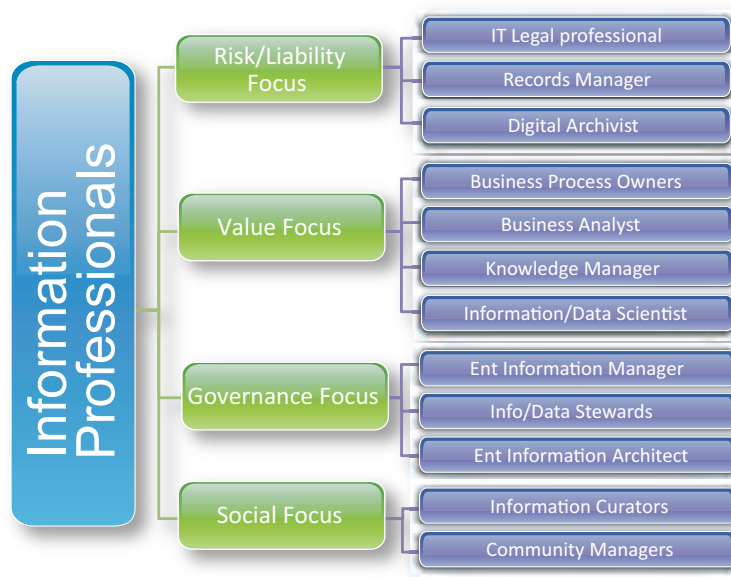 Information
Professionals
Risk/Liability
Focus
IT Legal professional
Records Manager
Digital Archivist
Value Focus
Business Process Owners
Business Analyst
Knowledge Manager
Information/Data Scientist
Governance Focus
Ent Information Manager
Info/Data Stewards
Ent Information Architect
Social Focus
Information Curators
Community Managers